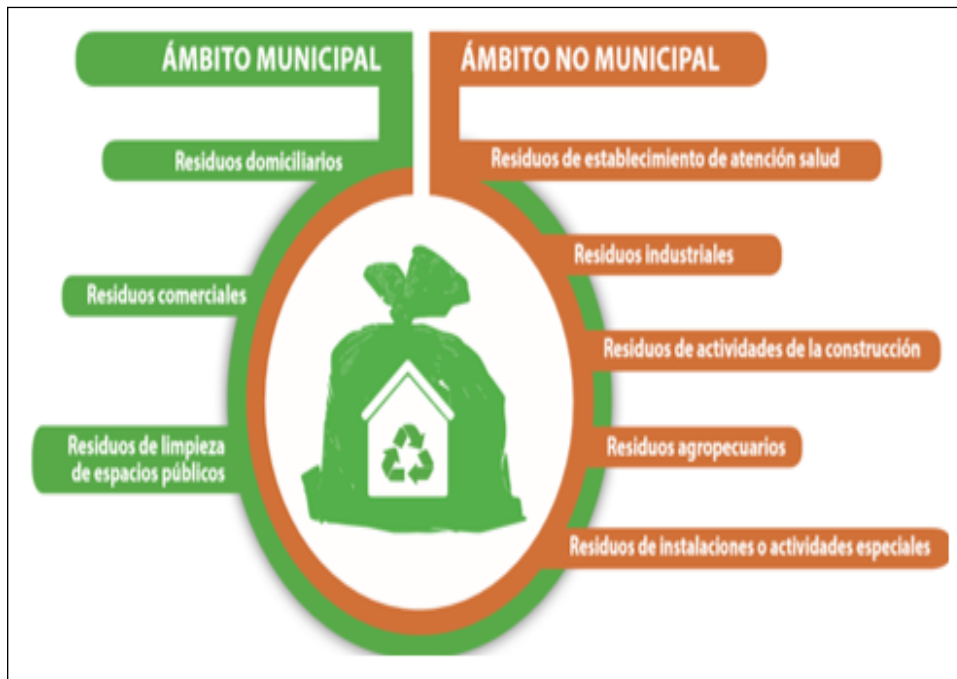 ÁMBITO MUNICIPAL
Residuos domiciliarios
Residuos comerciales
Residuos de limpieza
de espacios públicos
ÁMBITO NO MUNICIPAL
Residuos de establecimiento de atención salud
Residuos industriales
Residuos de actividades de la construcción
Residuos agropecuarios
Residuos de instalaciones o actividades especiales